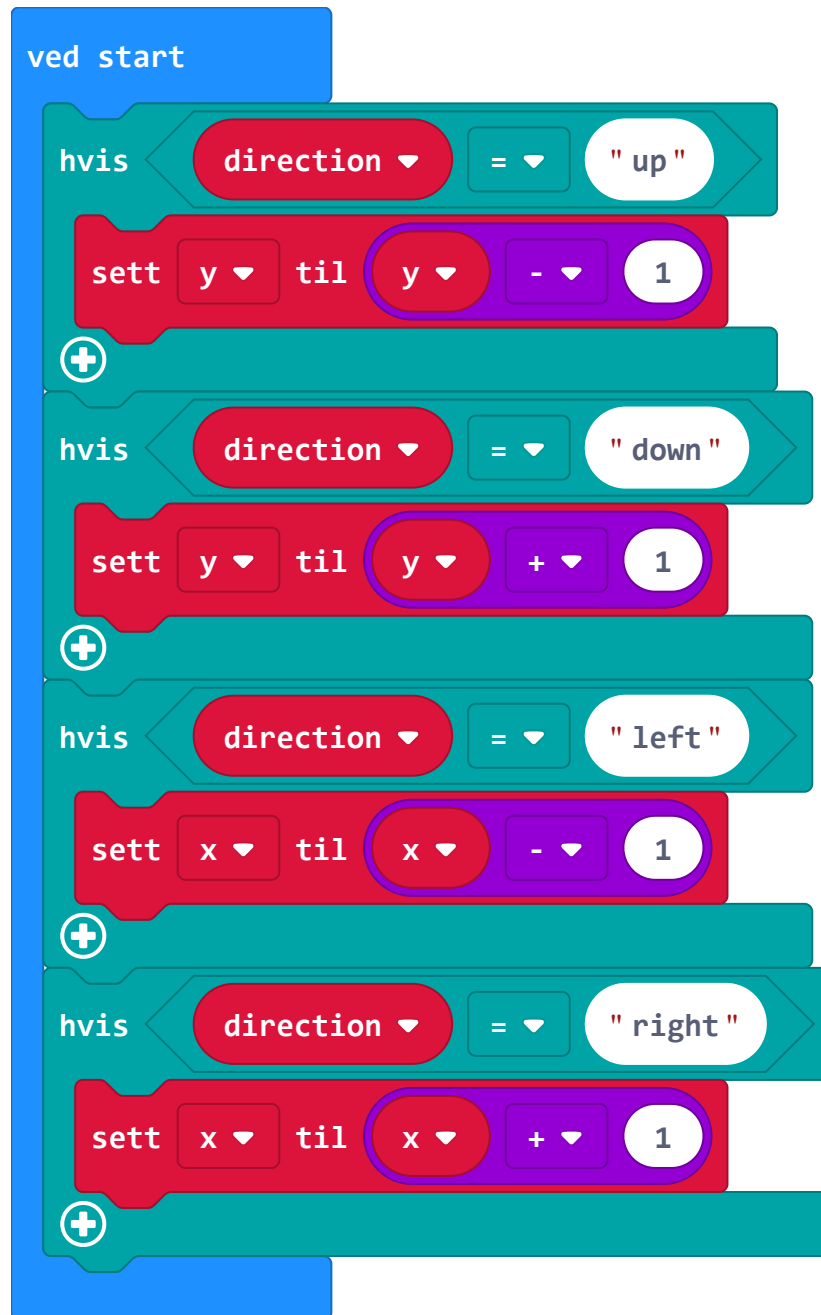 ved start
hvis direction = "up"
sett y til y - 1
hvis direction = "down"
sett y til y + 1
hvis direction = "left"
sett x til x - 1
hvis direction = "right"
sett x til x + 1